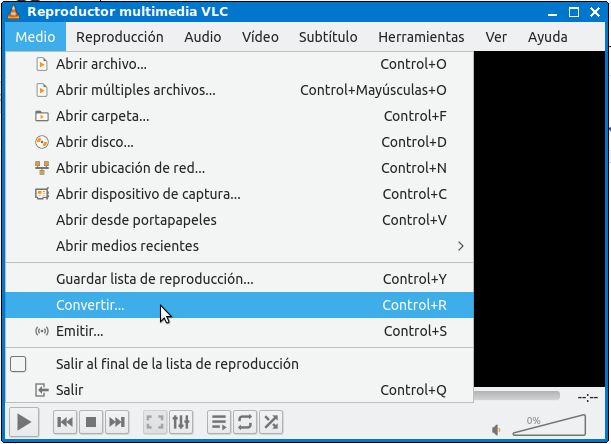 Reproductor multimedia VLC
Medio Reproducción Audio Vídeo Subtítulo Herramientas Ver Ayuda
Abrir archivo... Control+O
Abrir múltiples archivos... Control+Mayúsculas+O
Abrir carpeta... Control+F
Abrir disco... Control+D
Abrir ubicación de red... Control+N
Abrir dispositivo de captura... Control+C
Abrir desde portapapeles Control+V
Abrir medios recientes
Guardar lista de reproducción... Control+Y
Convertir... Control+R
Emitir... Control+S
Salir al final de la lista de reproducción
Salir Control+Q
--:--
0%